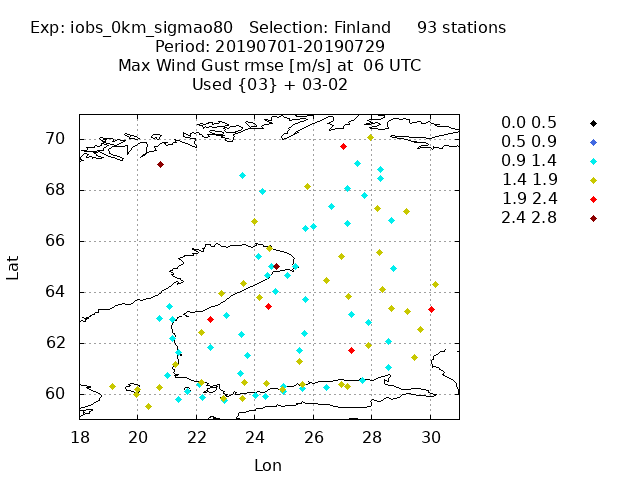 Exp: iobs_0km_sigmao80   Selection: Finland     93 stations
Period: 20190701-20190729
Max Wind Gust rmse [m/s] at  06 UTC
Used {03} + 03-02
0.0 0.5
0.5 0.9
0.9 1.4
1.4 1.9
1.9 2.4
2.4 2.8
70
68
66
64
62
60
Lat
18 20 22 24 26 28 30
Lon